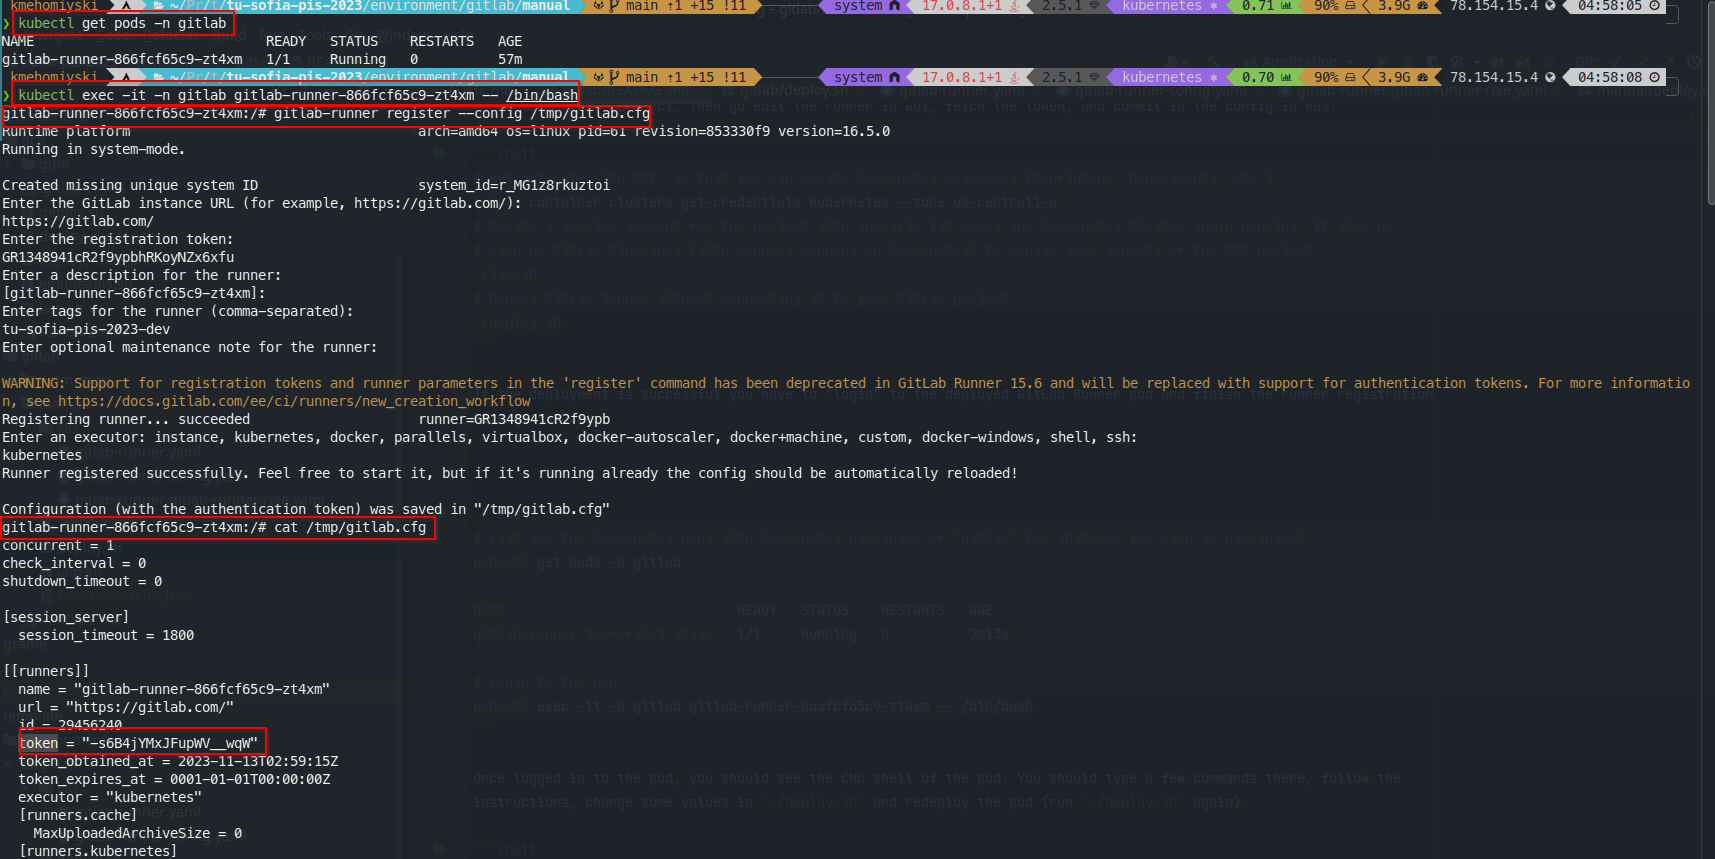 kmehomiyski ~/Pr/t/tu-sofia-pis-2023/environment/gitlab/manual main ↑1 +15 !11 system 17.0.8.1+1 2.5.1 kubernetes 0.71 90% 3.9G 78.154.15.4 04:58:05
❯ kubectl get pods -n gitlab
NAME READY STATUS RESTARTS AGE
gitlab-runner-866fcf65c9-zt4xm 1/1 Running 0 57m
kmehomiyski ~/Pr/t/tu-sofia-pis-2023/environment/gitlab/manual main ↑1 +15 !11 system 17.0.8.1+1 2.5.1 kubernetes 0.70 90% 3.9G 78.154.15.4 04:58:08
❯ kubectl exec -it -n gitlab gitlab-runner-866fcf65c9-zt4xm -- /bin/bash
gitlab-runner-866fcf65c9-zt4xm:/# gitlab-runner register --config /tmp/gitlab.cfg
Runtime platform arch=amd64 os=linux pid=61 revision=853330f9 version=16.5.0
Running in system-mode.
Created missing unique system ID system_id=r_MG1z8rkuztoi
Enter the GitLab instance URL (for example, https://gitlab.com/):
https://gitlab.com/
Enter the registration token:
GR1348941cR2f9ypbhRKoyNZx6xfu
Enter a description for the runner:
[gitlab-runner-866fcf65c9-zt4xm]:
Enter tags for the runner (comma-separated):
tu-sofia-pis-2023-dev
Enter optional maintenance note for the runner:
WARNING: Support for registration tokens and runner parameters in the 'register' command has been deprecated in GitLab Runner 15.6 and will be replaced with support for authentication tokens. For more informatio
n, see https://docs.gitlab.com/ee/ci/runners/new_creation_workflow
Registering runner... succeeded runner=GR1348941cR2f9ypb
Enter an executor: instance, kubernetes, docker, parallels, virtualbox, docker-autoscaler, docker+machine, custom, docker-windows, shell, ssh:
kubernetes
Runner registered successfully. Feel free to start it, but if it's running already the config should be automatically reloaded!
Configuration (with the authentication token) was saved in "/tmp/gitlab.cfg"
gitlab-runner-866fcf65c9-zt4xm:/# cat /tmp/gitlab.cfg
concurrent = 1
check_interval = 0
shutdown_timeout = 0
[session_server]
session_timeout = 1800
[[runners]]
name = "gitlab-runner-866fcf65c9-zt4xm"
url = "https://gitlab.com/"
id = 29456240
token = "-s6B4jYMxJFupWV__wqW"
token_obtained_at = 2023-11-13T02:59:15Z
token_expires_at = 0001-01-01T00:00:00Z
executor = "kubernetes"
[runners.cache]
MaxUploadedArchiveSize = 0
[runners.kubernetes]